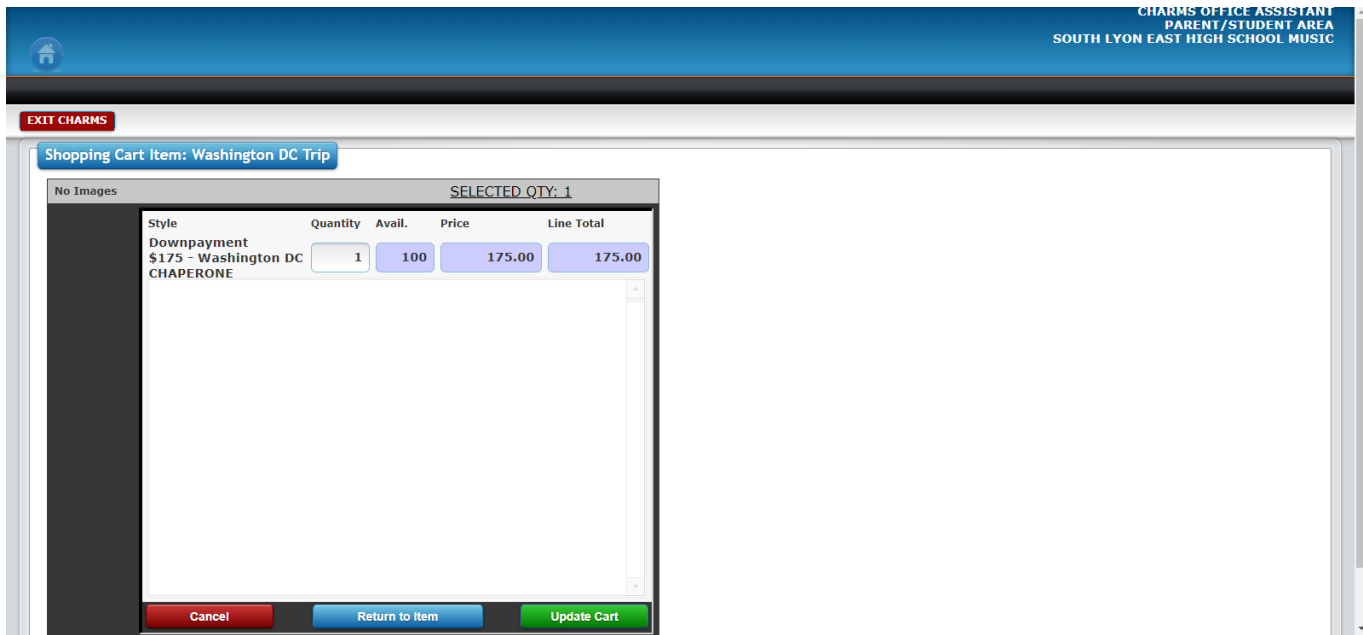 CHARMS OFFICE ASSISTANT
PARENT/STUDENT AREA
SOUTH LYON EAST HIGH SCHOOL MUSIC
EXIT CHARMS
Shopping Cart Item: Washington DC Trip
No Images SELECTED QTY: 1
Style Quantity Avail. Price Line Total
Downpayment
$175 - Washington DC 1 100 175.00 175.00
CHAPERONE
Cancel Return to Item Update Cart